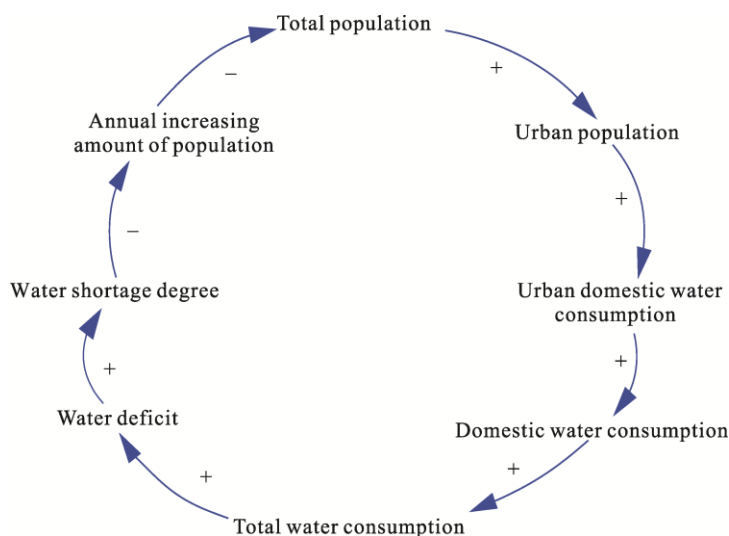 Total population
+
Urban population
+
Urban domestic water
consumption
+
Domestic water consumption
+
Total water consumption
+
Water deficit
+
Water shortage degree
−
Annual increasing
amount of population
−